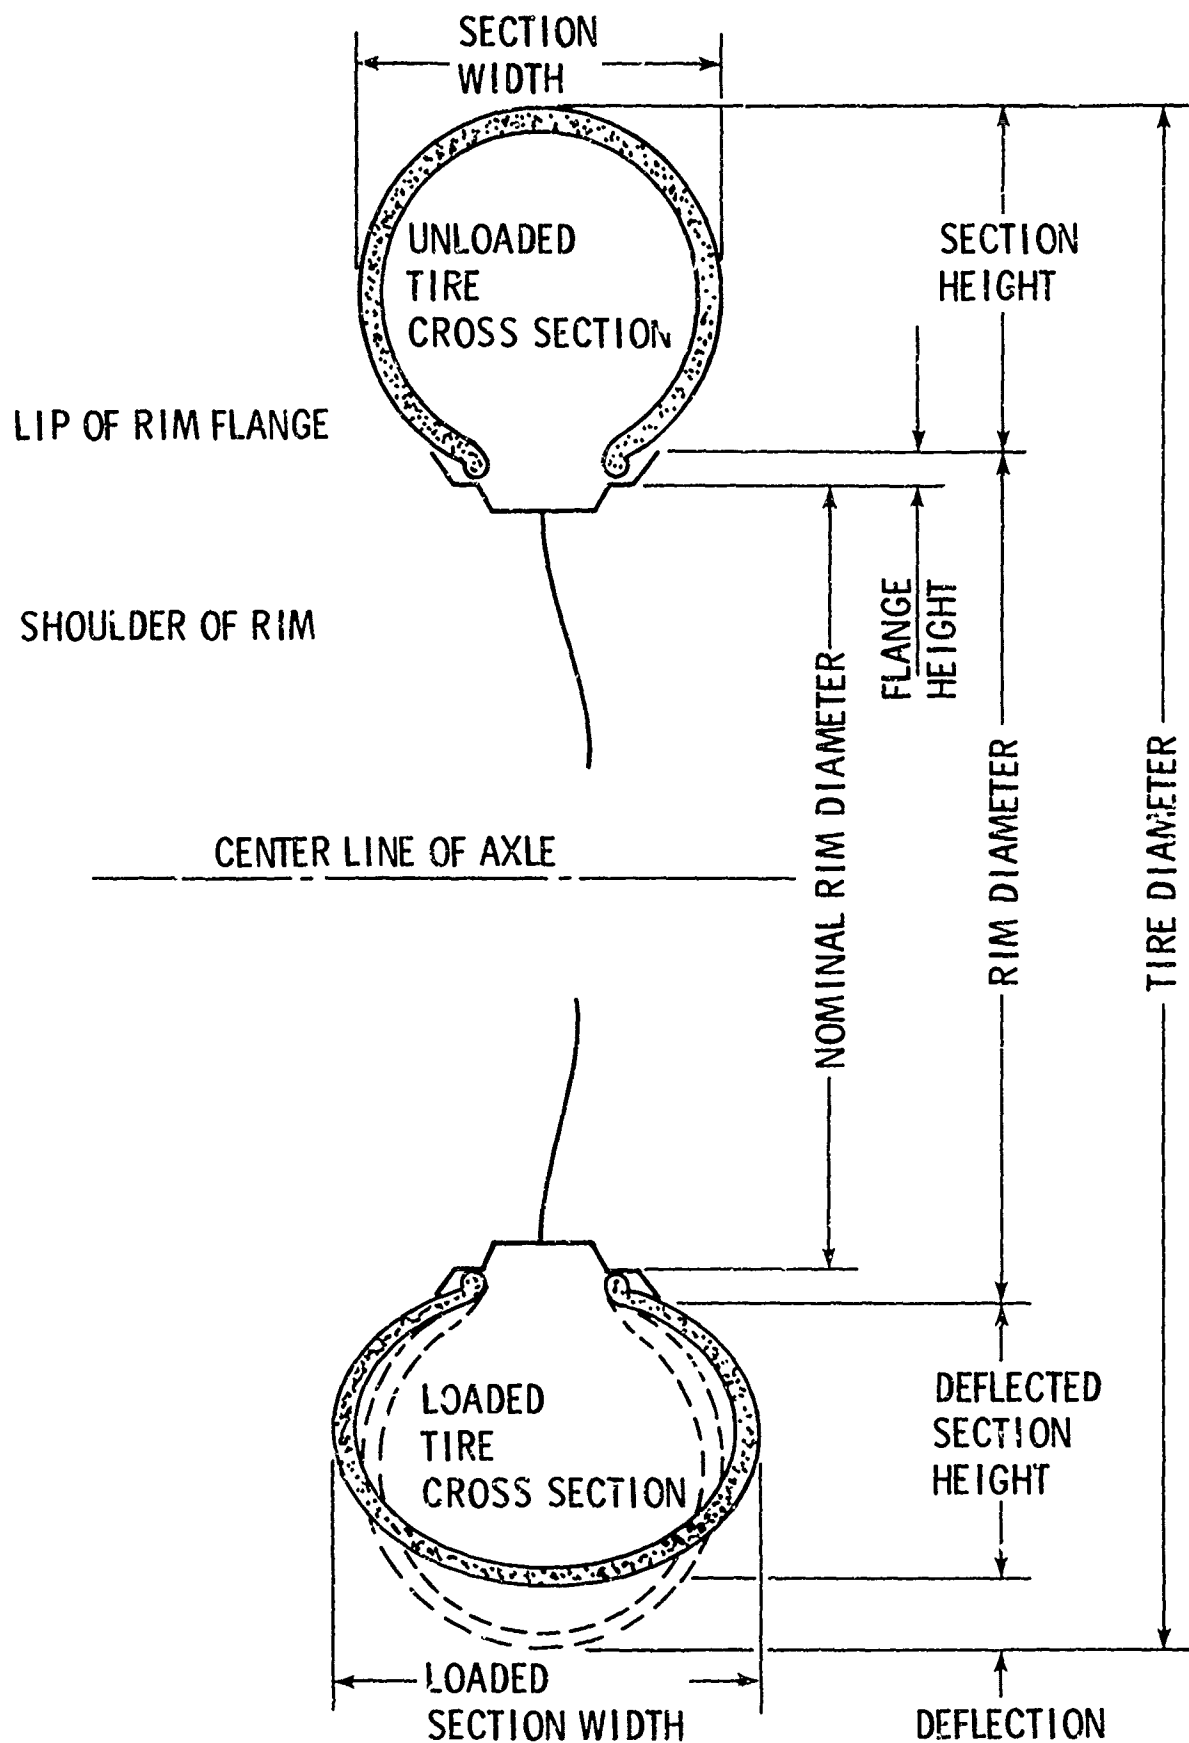 SECTION
WIDTH
UNLOADED
TIRE
CROSS SECTION
SECTION
HEIGHT
LIP OF RIM FLANGE
SHOULDER OF RIM
FLANGE
HEIGHT
NOMINAL RIM DIAMETER
RIM DIAMETER
TIRE DIAMETER
CENTER LINE OF AXLE
LOADED
TIRE
CROSS SECTION
DEFLECTED
SECTION
HEIGHT
LOADED
SECTION WIDTH
DEFLECTION